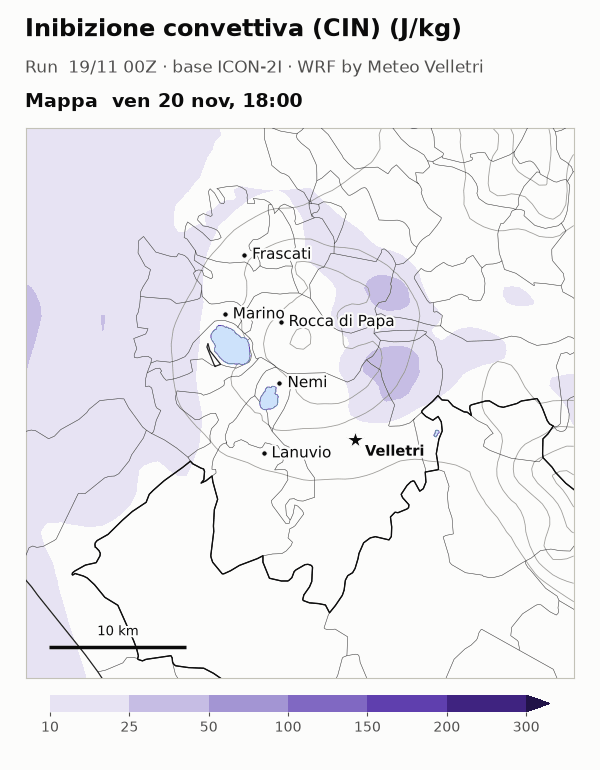 Inibizione convettiva (CIN) (J/kg)
Run  19/11 00Z · base ICON-2I · WRF by Meteo Velletri
Mappa  ven 20 nov, 18:00
Frascati
Marino
Rocca di Papa
Nemi
Velletri
Lanuvio
10 km
10 25 50 100 150 200 300